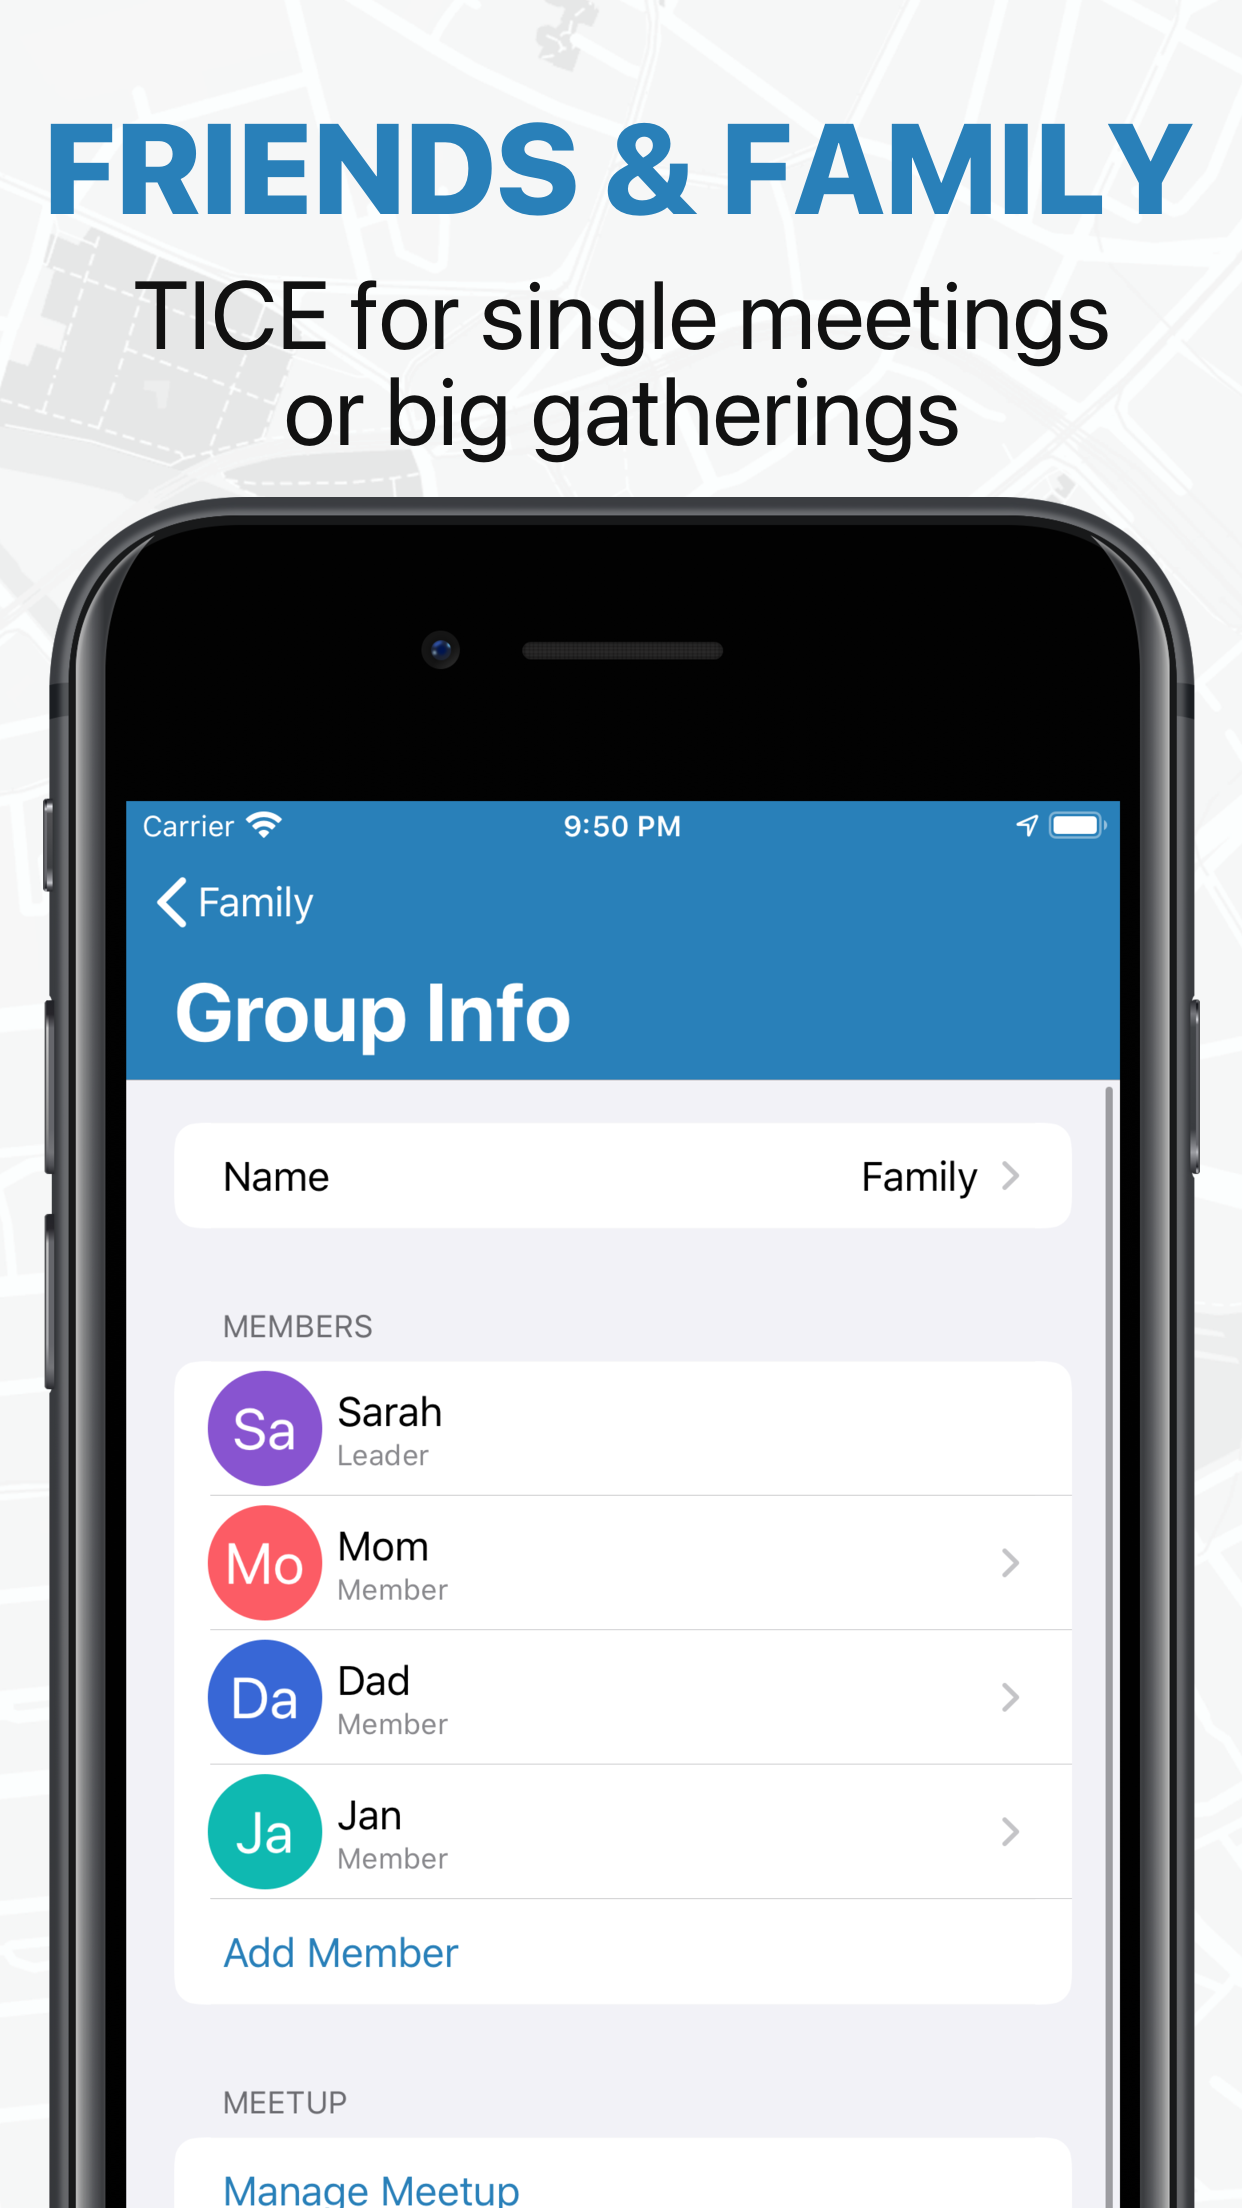 FRIENDS & FAMILY
TICE for single meetings
or big gatherings
Carrier 9:50 PM
Family
Group Info
Name Family
MEMBERS
Sa Sarah
Leader
Mo Mom
Member
Da Dad
Member
Ja Jan
Member
Add Member
MEETUP
Manage Meetup